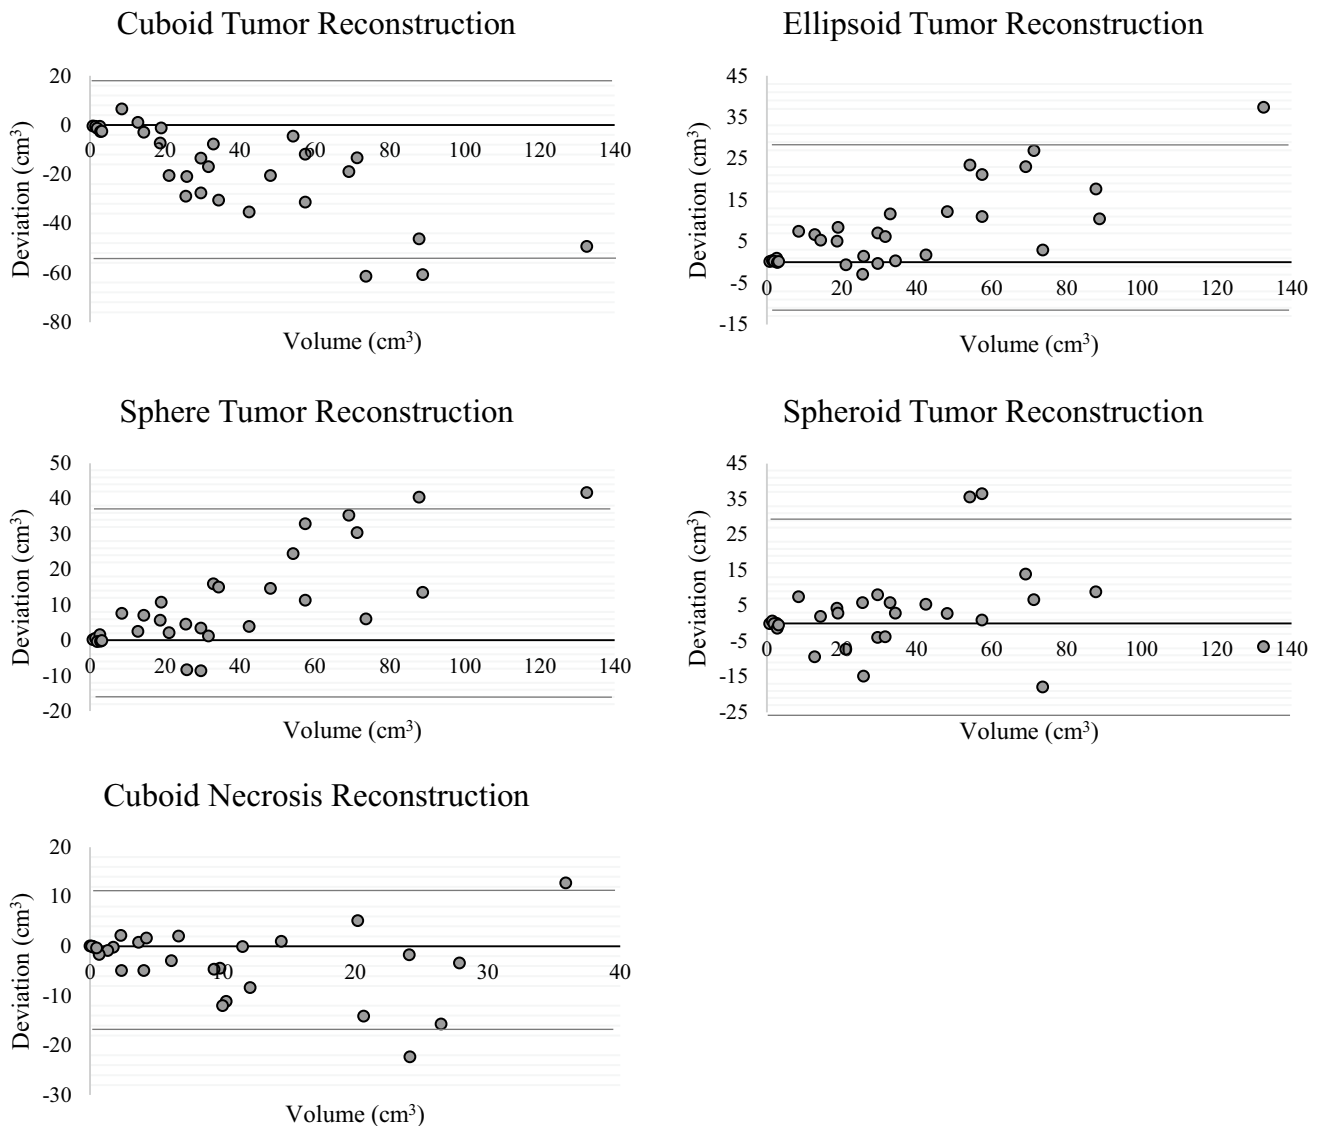 Cuboid Tumor Reconstruction
20
0
-20
-40
-60
-80
0 20 40 60 80 100 120 140
Deviation (cm³)
Volume (cm³)
Ellipsoid Tumor Reconstruction
45
35
25
15
5
-5
-15
0 20 40 60 80 100 120 140
Deviation (cm³)
Volume (cm³)
Sphere Tumor Reconstruction
50
40
30
20
10
0
-10
-20
0 20 40 60 80 100 120 140
Deviation (cm³)
Volume (cm³)
Spheroid Tumor Reconstruction
45
35
25
15
5
-5
-15
-25
0 20 40 60 80 100 120 140
Deviation (cm³)
Volume (cm³)
Cuboid Necrosis Reconstruction
20
10
0
-10
-20
-30
0 10 20 30 40
Deviation (cm³)
Volume (cm³)